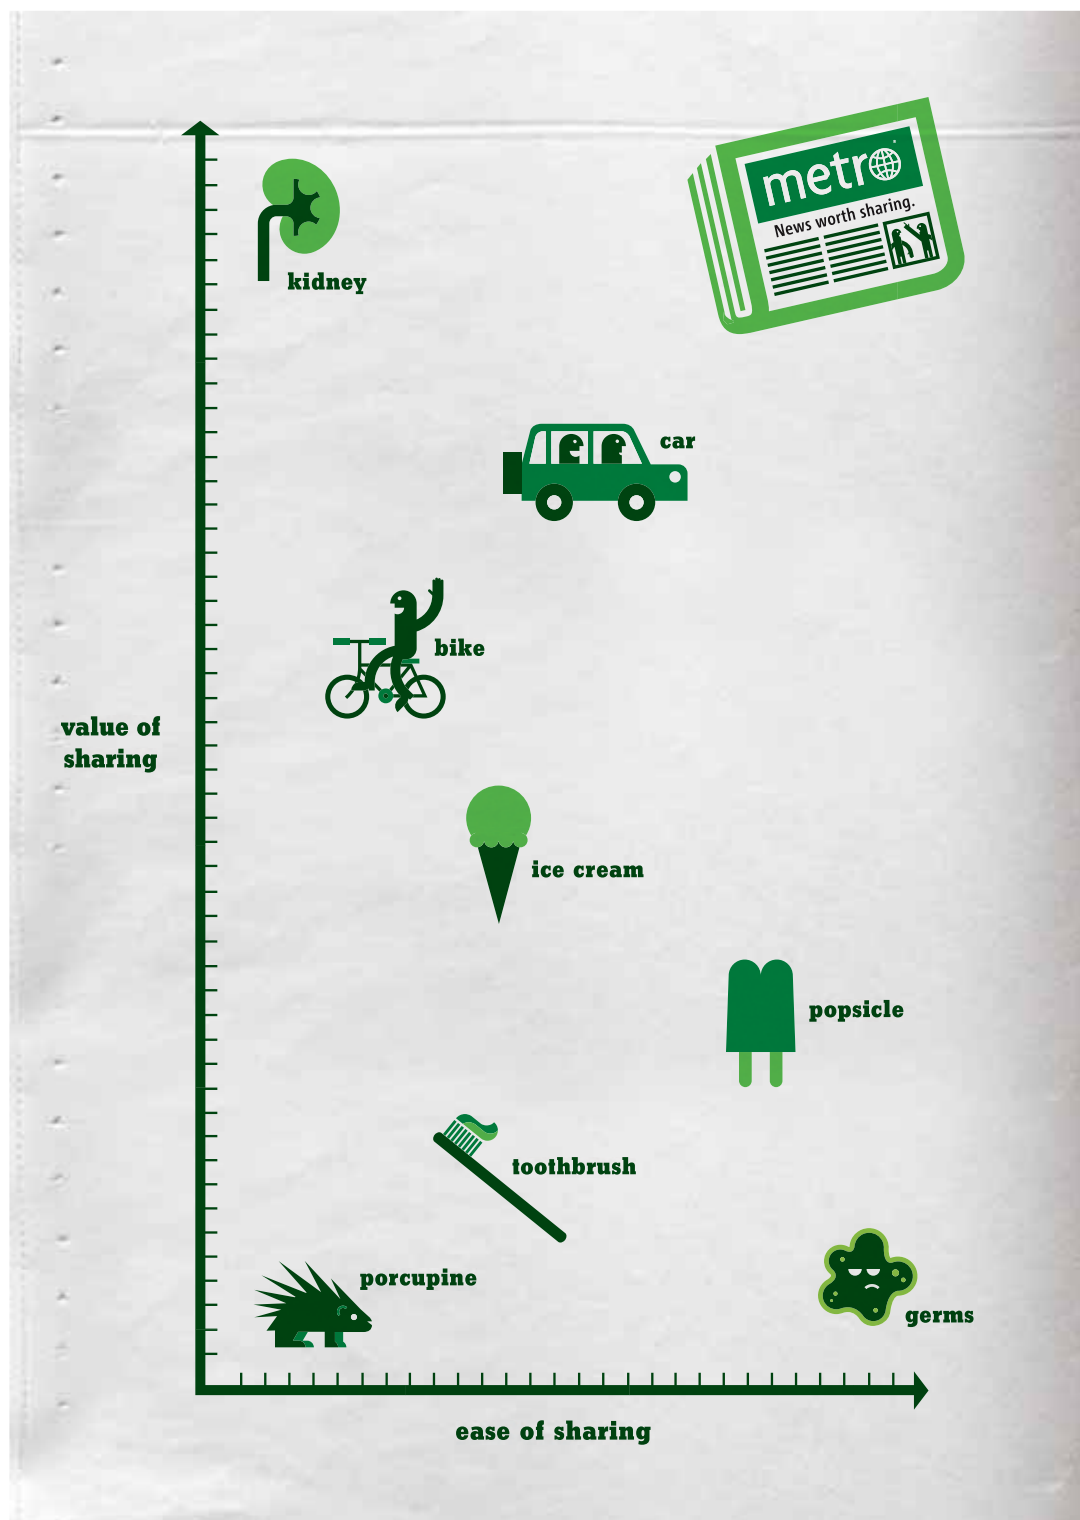 metro
News worth sharing.
kidney
car
bike
value of
sharing
ice cream
popsicle
toothbrush
porcupine
germs
ease of sharing